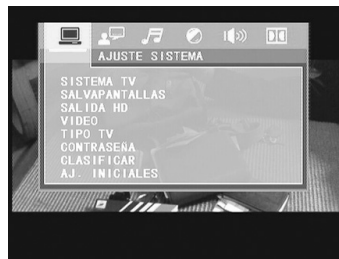 AJUSTE SISTEMA
SISTEMA TV
SALVAPANTALLAS
SALIDA HD
VIDEO
TIPO TV
CONTRASEÑA
CLASIFICAR
AJ. INICIALES